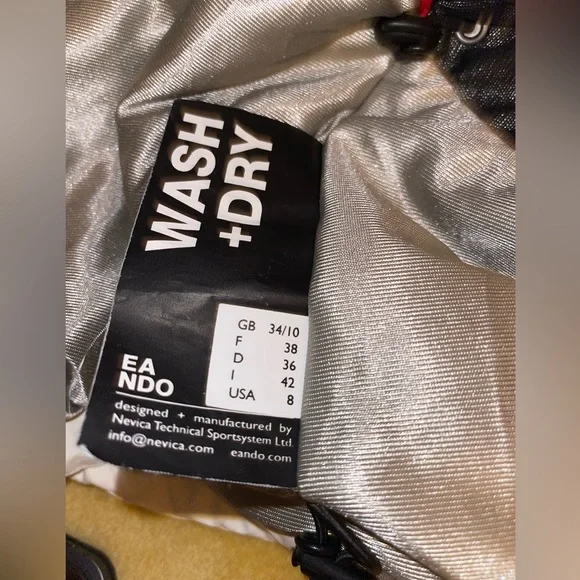 WASH
+DRY
GB 34/10
F 38
D 36
I 42
USA 8
EA
NDO
designed + manufactured by
Nevica Technical Sportsystem Ltd
info@nevica.com eando.com